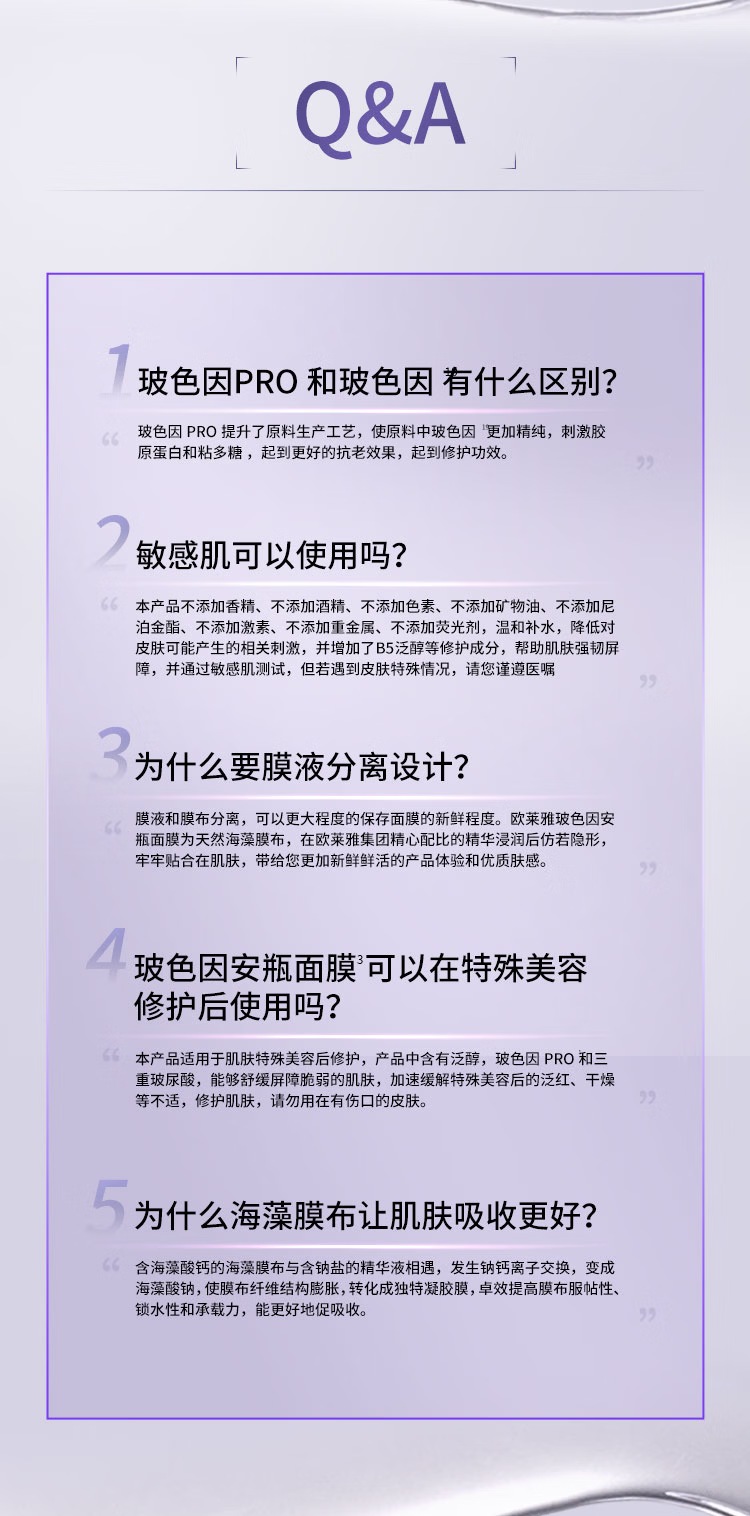 Q&A
1
玻色因PRO 和玻色因 有什么区别？
玻色因 PRO 提升了原料生产工艺，使原料中玻色因 更加精纯，刺激胶
原蛋白和粘多糖，起到更好的抗老效果，起到修护功效。
2
敏感肌可以使用吗？
本产品不添加香精、不添加酒精、不添加色素、不添加矿物油、不添加尼
泊金酯、不添加激素、不添加重金属、不添加荧光剂，温和补水，降低对
皮肤可能产生的相关刺激，并增加了B5泛醇等修护成分，帮助肌肤强韧屏
障，并通过敏感肌测试，但若遇到皮肤特殊情况，请您谨遵医嘱
3
为什么要膜液分离设计？
膜液和膜布分离，可以更大程度的保存面膜的新鲜程度。欧莱雅玻色因安
瓶面膜为天然海藻膜布，在欧莱雅集团精心配比的精华浸润后仿若隐形，
牢牢贴合在肌肤，带给您更加新鲜鲜活的产品体验和优质肤感。
4
玻色因安瓶面膜3可以在特殊美容
修护后使用吗？
本产品适用于肌肤特殊美容后修护，产品中含有泛醇，玻色因 PRO 和三
重玻尿酸，能够舒缓屏障脆弱的肌肤，加速缓解特殊美容后的泛红、干燥
等不适，修护肌肤，请勿用在有伤口的皮肤。
5
为什么海藻膜布让肌肤吸收更好？
含海藻酸钙的海藻膜布与含钠盐的精华液相遇，发生钠钙离子交换，变成
海藻酸钠，使膜布纤维结构膨胀，转化成独特凝胶膜，卓效提高膜布服帖性、
锁水性和承载力，能更好地促吸收。